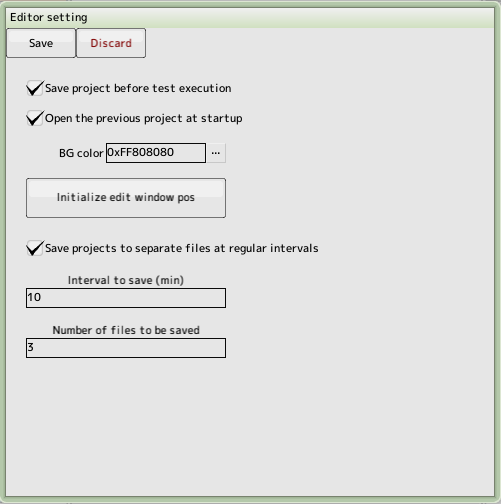 Editor setting
Save Discard
Save project before test execution
Open the previous project at startup
BG color 0xFF808080 ...
Initialize edit window pos
Save projects to separate files at regular intervals
Interval to save (min)
10
Number of files to be saved
3